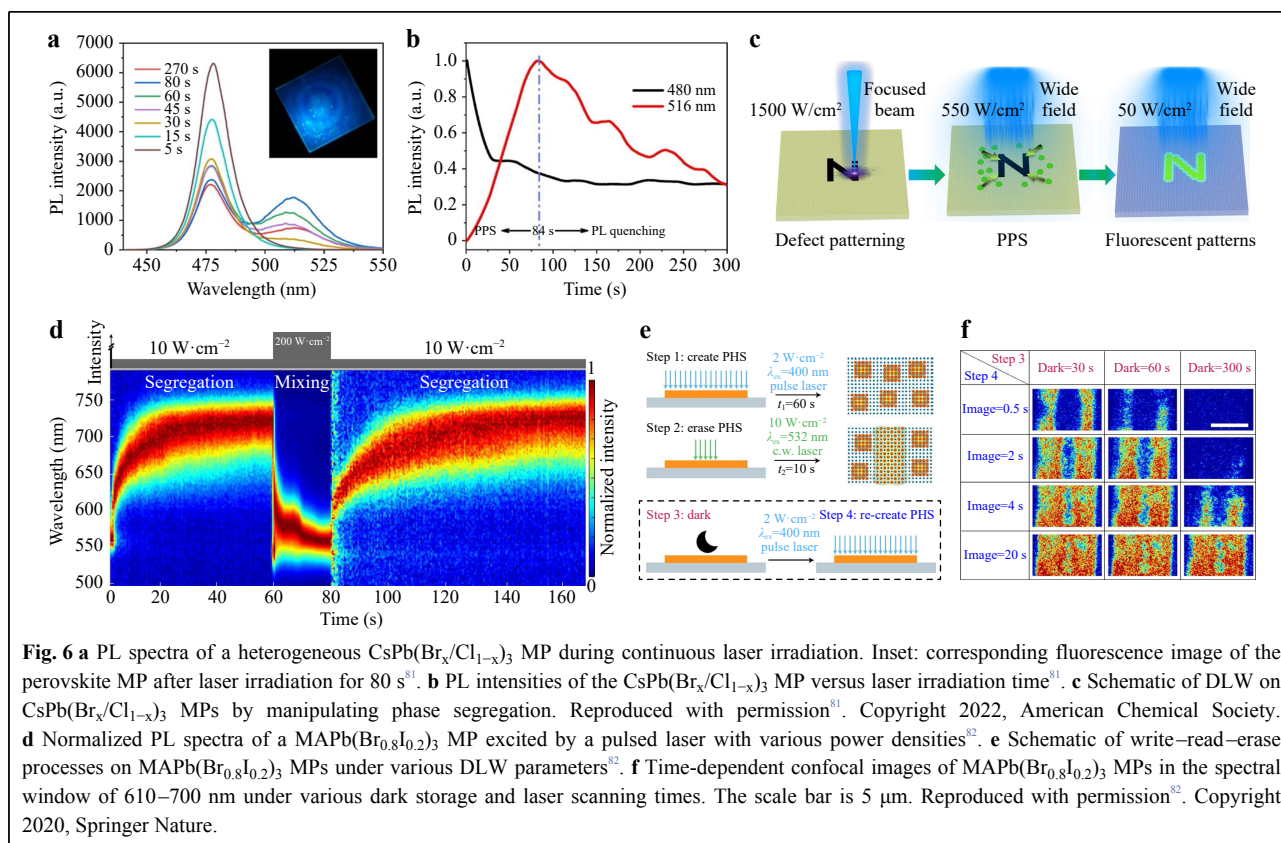 a
7000
6000
5000
4000
3000
2000
1000
0
PL intensity (a.u.)
270 s
80 s
60 s
45 s
30 s
15 s
5 s
450 475 500 525 550
Wavelength (nm)
b
1.0
0.8
0.6
0.4
0.2
0
PL intensity (a.u.)
480 nm
516 nm
PPS 84 s PL quenching
0 50 100 150 200 250 300
Time (s)
c
1500 W/cm²
Focused
beam
550 W/cm²
Wide
field
50 W/cm²
Wide
field
Defect patterning
PPS
Fluorescent patterns
d
Intensity
10 W·cm⁻²
200 W·cm⁻²
10 W·cm⁻²
Segregation
Mixing
Segregation
750
700
650
600
550
500
Wavelength (nm)
0 20 40 60 80 100 120 140 160
Time (s)
1
0
Normalized intensity
e
Step 1: create PHS
2 W·cm⁻²
λex=400 nm
pulse laser
t₁=60 s
Step 2: erase PHS
10 W·cm⁻²
λex=532 nm
c.w. laser
t₂=10 s
Step 3: dark
2 W·cm⁻²
λex=400 nm
pulse laser
Step 4: re-create PHS
f
Step 3
Step 4
Dark=30 s
Dark=60 s
Dark=300 s
Image=0.5 s
Image=2 s
Image=4 s
Image=20 s
Fig. 6 a PL spectra of a heterogeneous CsPb(Brₓ/Cl₁₋ₓ)₃ MP during continuous laser irradiation. Inset: corresponding fluorescence image of the
perovskite MP after laser irradiation for 80 s⁸¹. b PL intensities of the CsPb(Brₓ/Cl₁₋ₓ)₃ MP versus laser irradiation time⁸¹. c Schematic of DLW on
CsPb(Brₓ/Cl₁₋ₓ)₃ MPs by manipulating phase segregation. Reproduced with permission⁸¹. Copyright 2022, American Chemical Society.
d Normalized PL spectra of a MAPb(Br₀.₈I₀.₂)₃ MP excited by a pulsed laser with various power densities⁸². e Schematic of write–read–erase
processes on MAPb(Br₀.₈I₀.₂)₃ MPs under various DLW parameters⁸². f Time-dependent confocal images of MAPb(Br₀.₈I₀.₂)₃ MPs in the spectral
window of 610–700 nm under various dark storage and laser scanning times. The scale bar is 5 μm. Reproduced with permission⁸². Copyright
2020, Springer Nature.